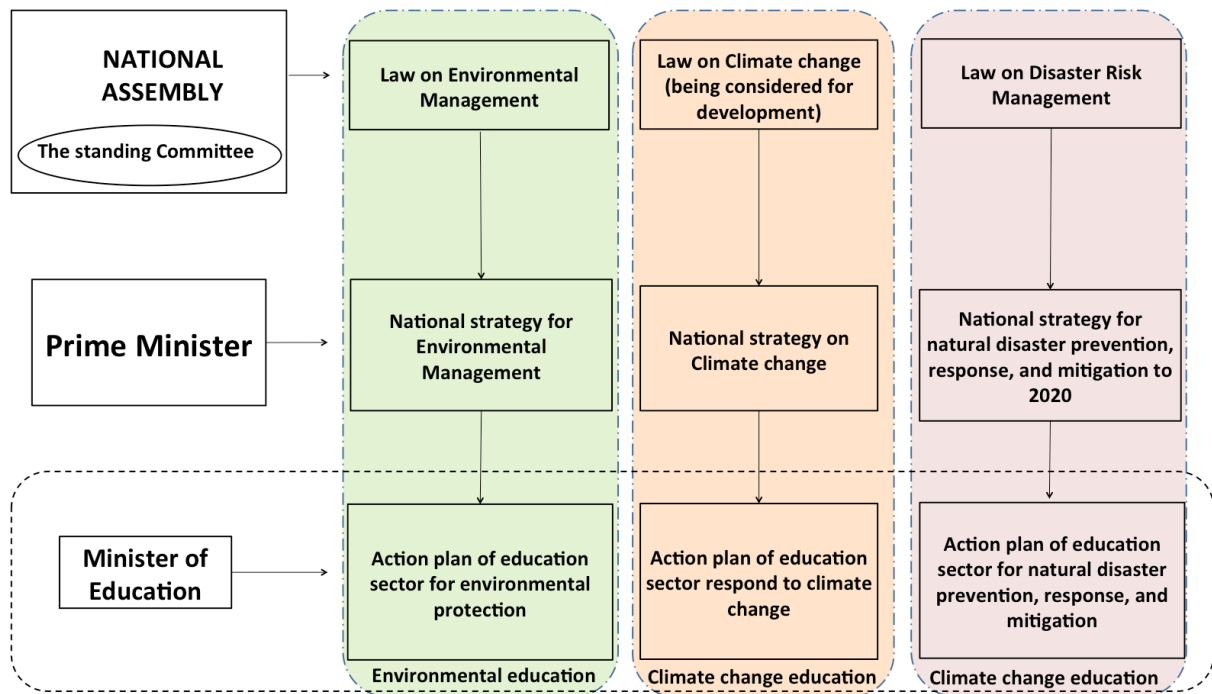 NATIONAL
ASSEMBLY
The standing Committee
Law on Environmental
Management
Law on Climate change
(being considered for
development)
Law on Disaster Risk
Management
Prime Minister
National strategy for
Environmental
Management
National strategy on
Climate change
National strategy for
natural disaster prevention,
response, and mitigation to
2020
Minister of
Education
Action plan of education
sector for environmental
protection
Action plan of education
sector respond to climate
change
Action plan of education
sector for natural disaster
prevention, response, and
mitigation
Environmental education
Climate change education
Climate change education